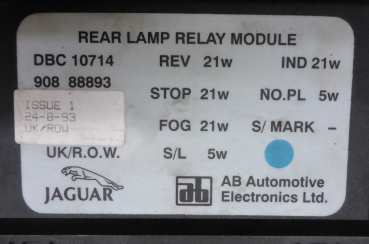 REAR LAMP RELAY MODULE
DBC 10714 REV 21w IND 21w
908 88893
STOP 21w NO.PL 5w
ISSUE 1
24-8-93
UK/ROW
FOG 21w S/ MARK –
UK/R.O.W. S/L 5w
JAGUAR
ab AB Automotive
Electronics Ltd.